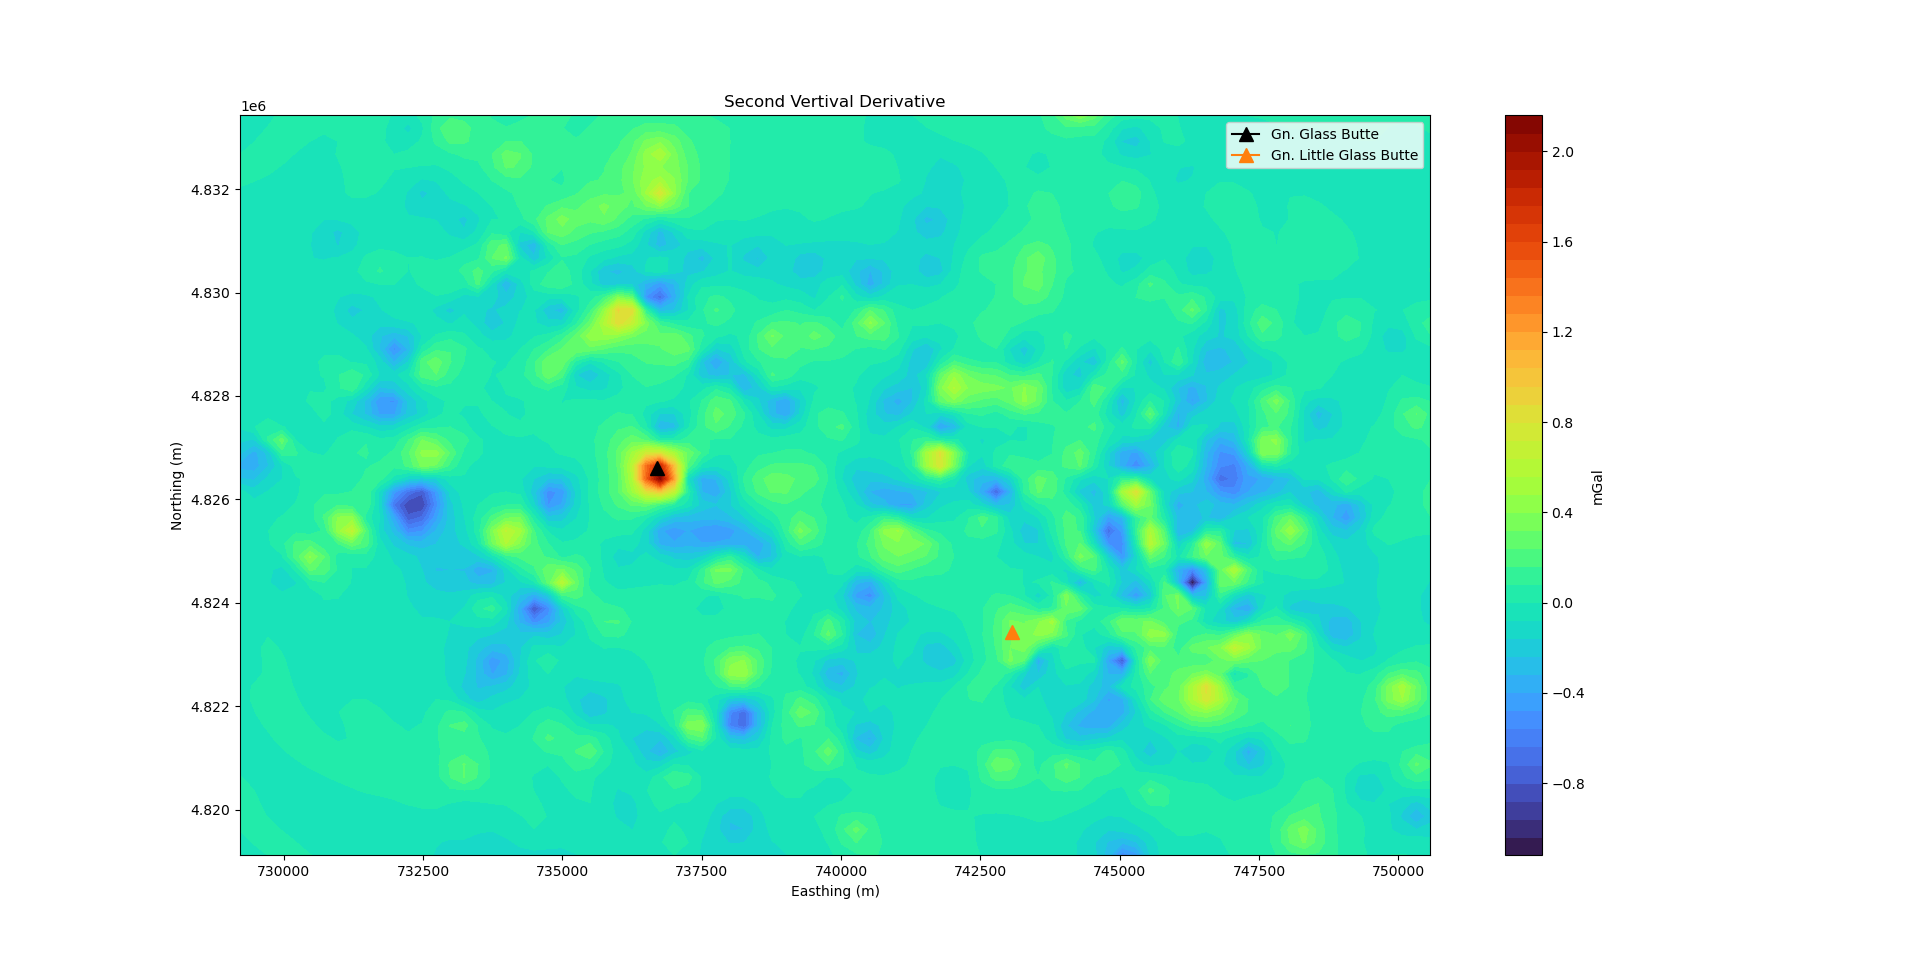 Second Vertival Derivative
1e6
Gn. Glass Butte
Gn. Little Glass Butte
4.832
4.830
4.828
4.826
4.824
4.822
4.820
Northing (m)
730000 732500 735000 737500 740000 742500 745000 747500 750000
Easthing (m)
2.0
1.6
1.2
0.8
0.4
0.0
−0.4
−0.8
mGal